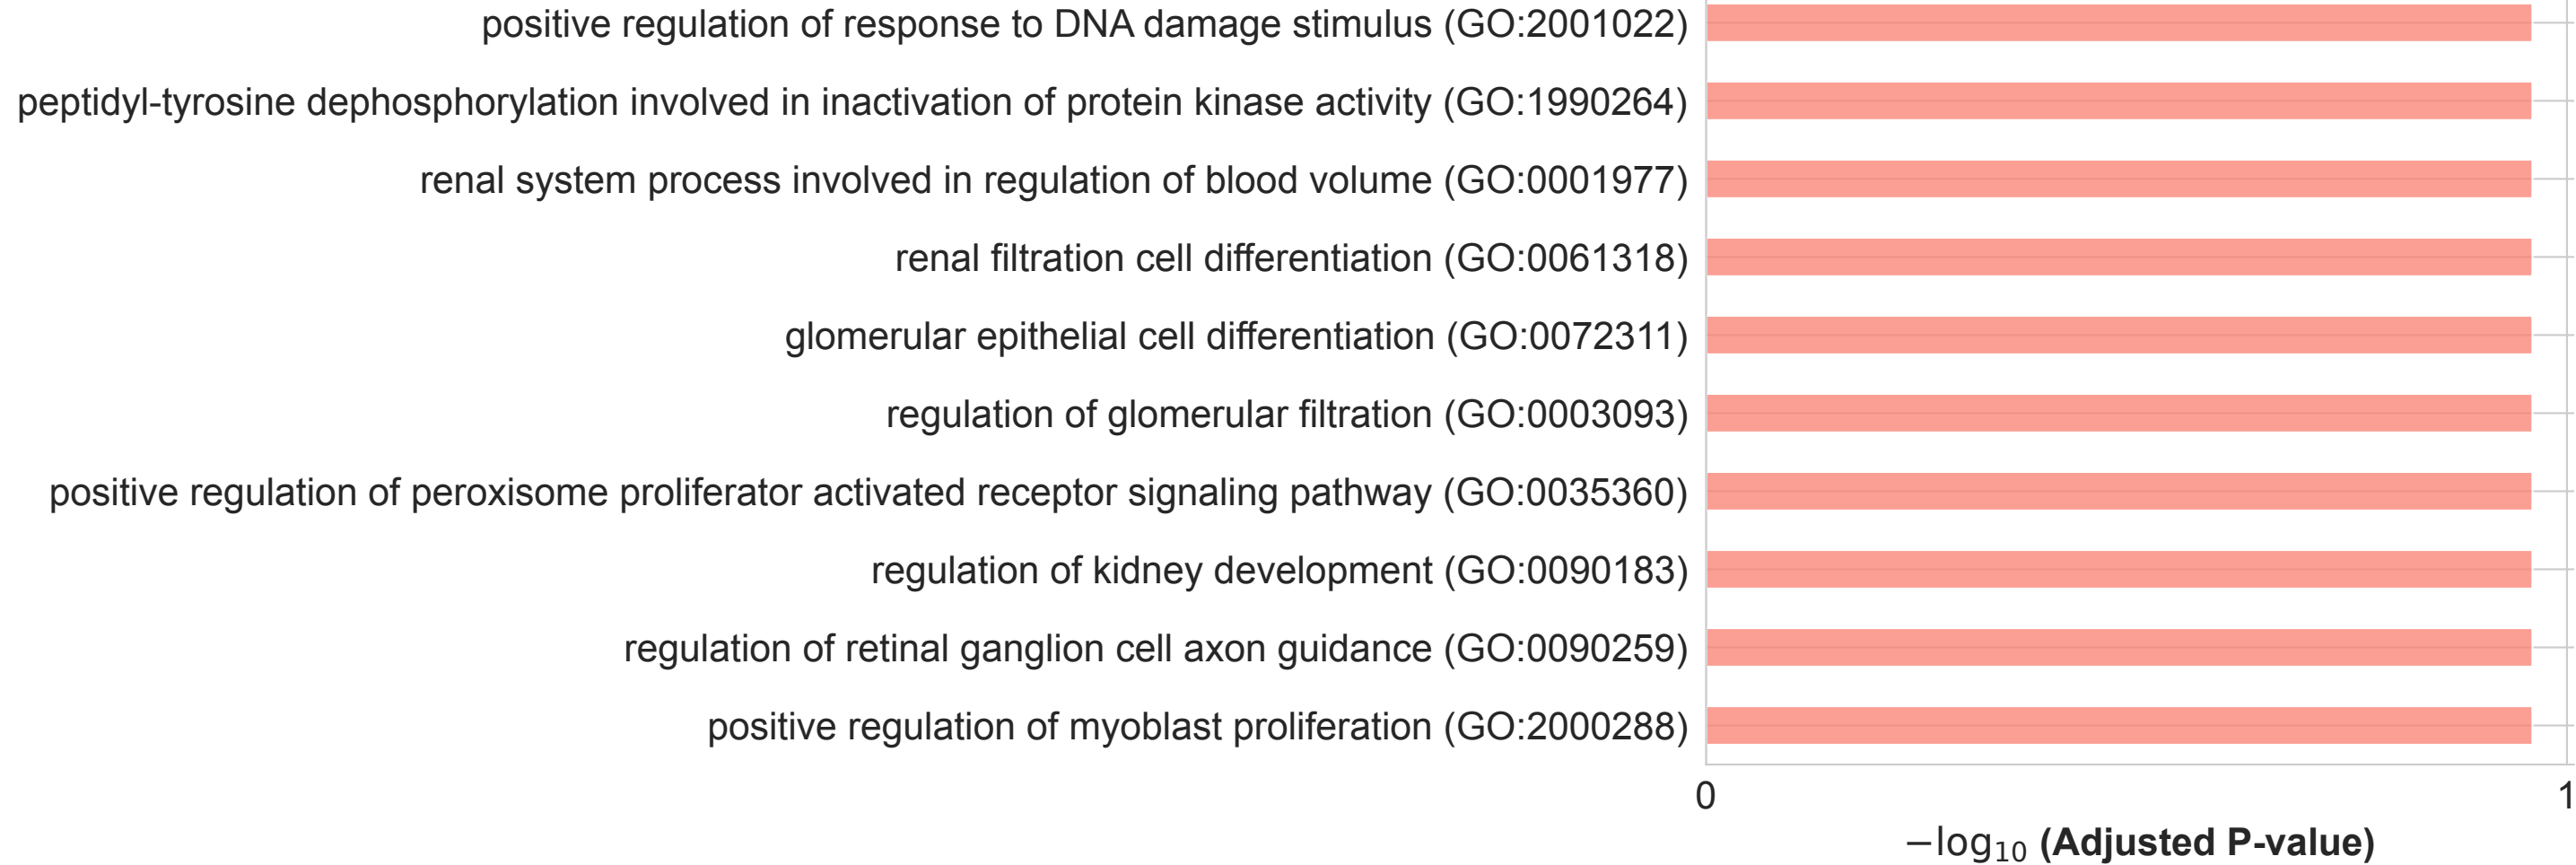 positive regulation of response to DNA damage stimulus (GO:2001022)
peptidyl-tyrosine dephosphorylation involved in inactivation of protein kinase activity (GO:1990264)
renal system process involved in regulation of blood volume (GO:0001977)
renal filtration cell differentiation (GO:0061318)
glomerular epithelial cell differentiation (GO:0072311)
regulation of glomerular filtration (GO:0003093)
positive regulation of peroxisome proliferator activated receptor signaling pathway (GO:0035360)
regulation of kidney development (GO:0090183)
regulation of retinal ganglion cell axon guidance (GO:0090259)
positive regulation of myoblast proliferation (GO:2000288)
0 1
−log₁₀ (Adjusted P-value)